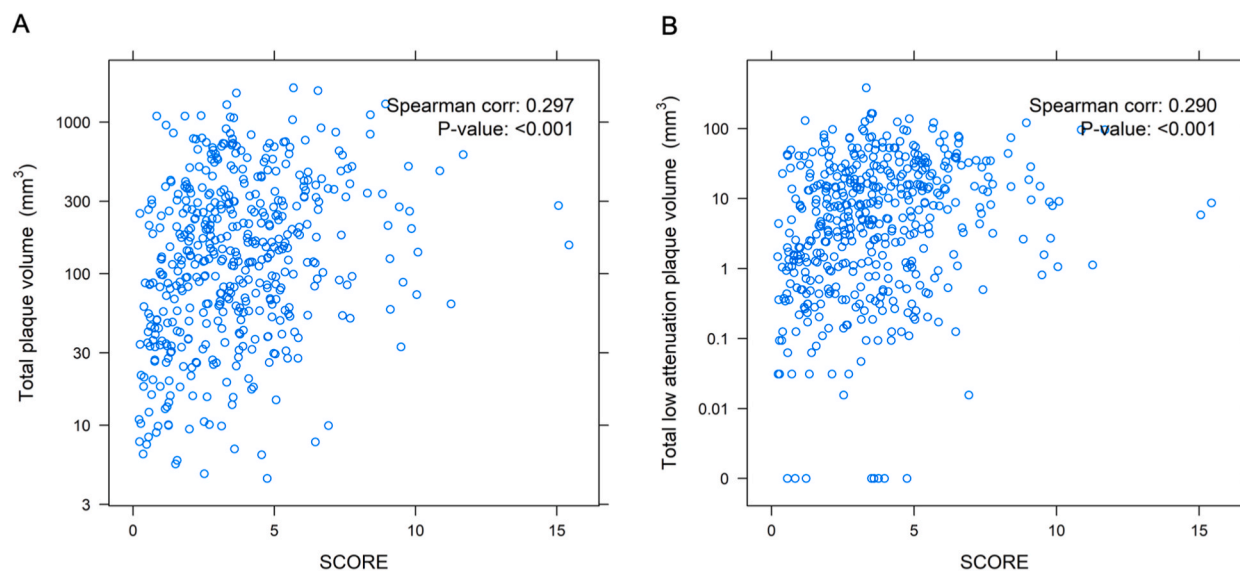 A
Total plaque volume (mm³)
1000
300
100
30
10
3
Spearman corr: 0.297
P-value: <0.001
0 5 10 15
SCORE
B
Total low attenuation plaque volume (mm³)
100
10
1
0.1
0.01
0
Spearman corr: 0.290
P-value: <0.001
0 5 10 15
SCORE